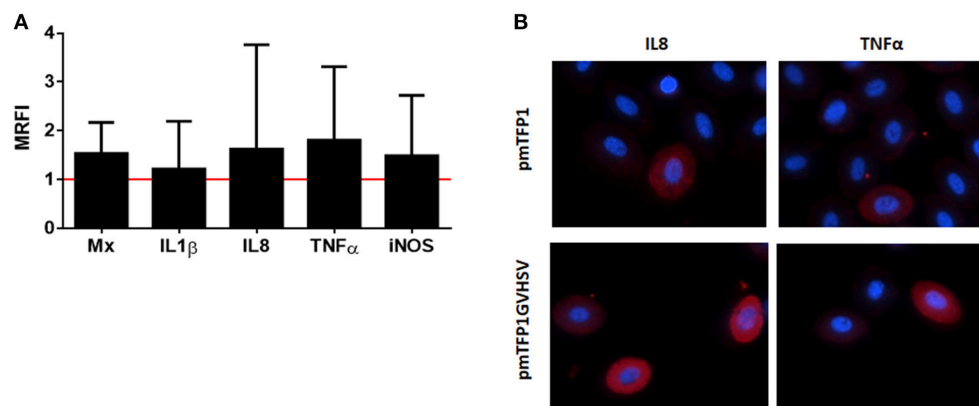 A
MRFI
4
3
2
1
0
Mx IL1β IL8 TNFα iNOS
B
IL8 TNFα
pmTFP1
pmTFP1GVHSV